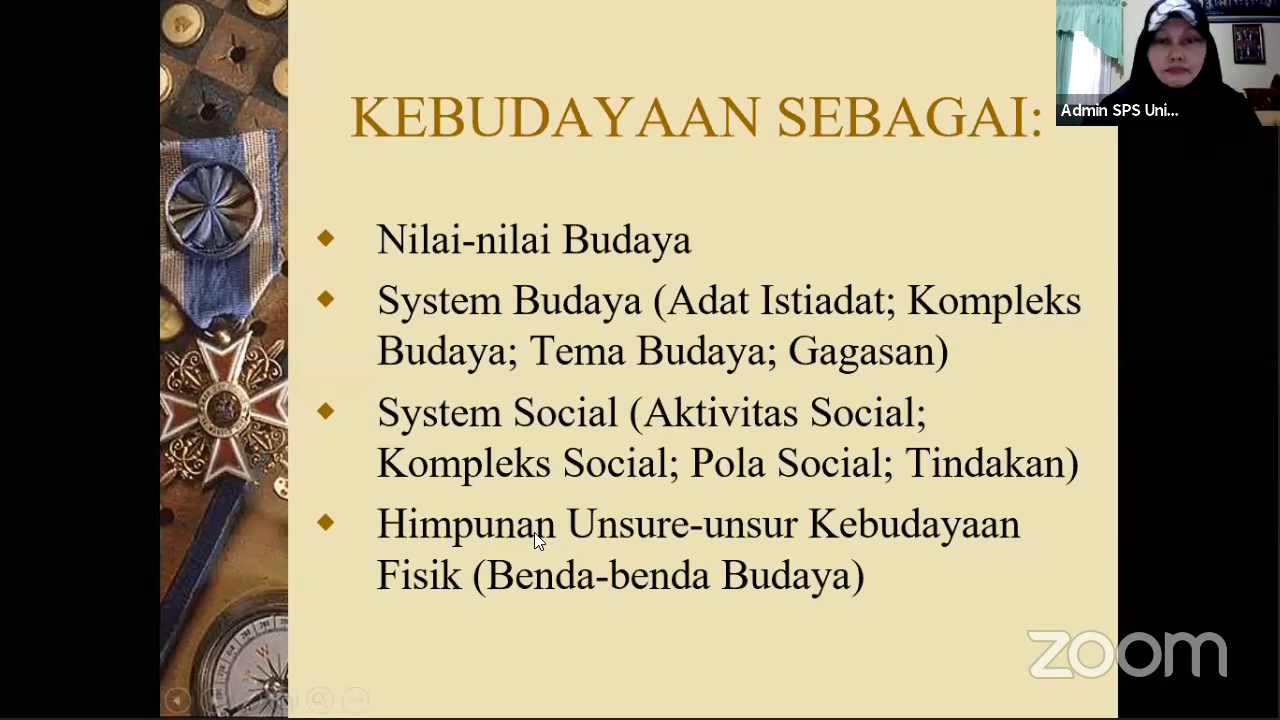 KEBUDAYAAN SEBAGAI:
Admin SPS Uni...
Nilai-nilai Budaya
System Budaya (Adat Istiadat; Kompleks
Budaya; Tema Budaya; Gagasan)
System Social (Aktivitas Social;
Kompleks Social; Pola Social; Tindakan)
Himpunan Unsure-unsur Kebudayaan
Fisik (Benda-benda Budaya)
zoom